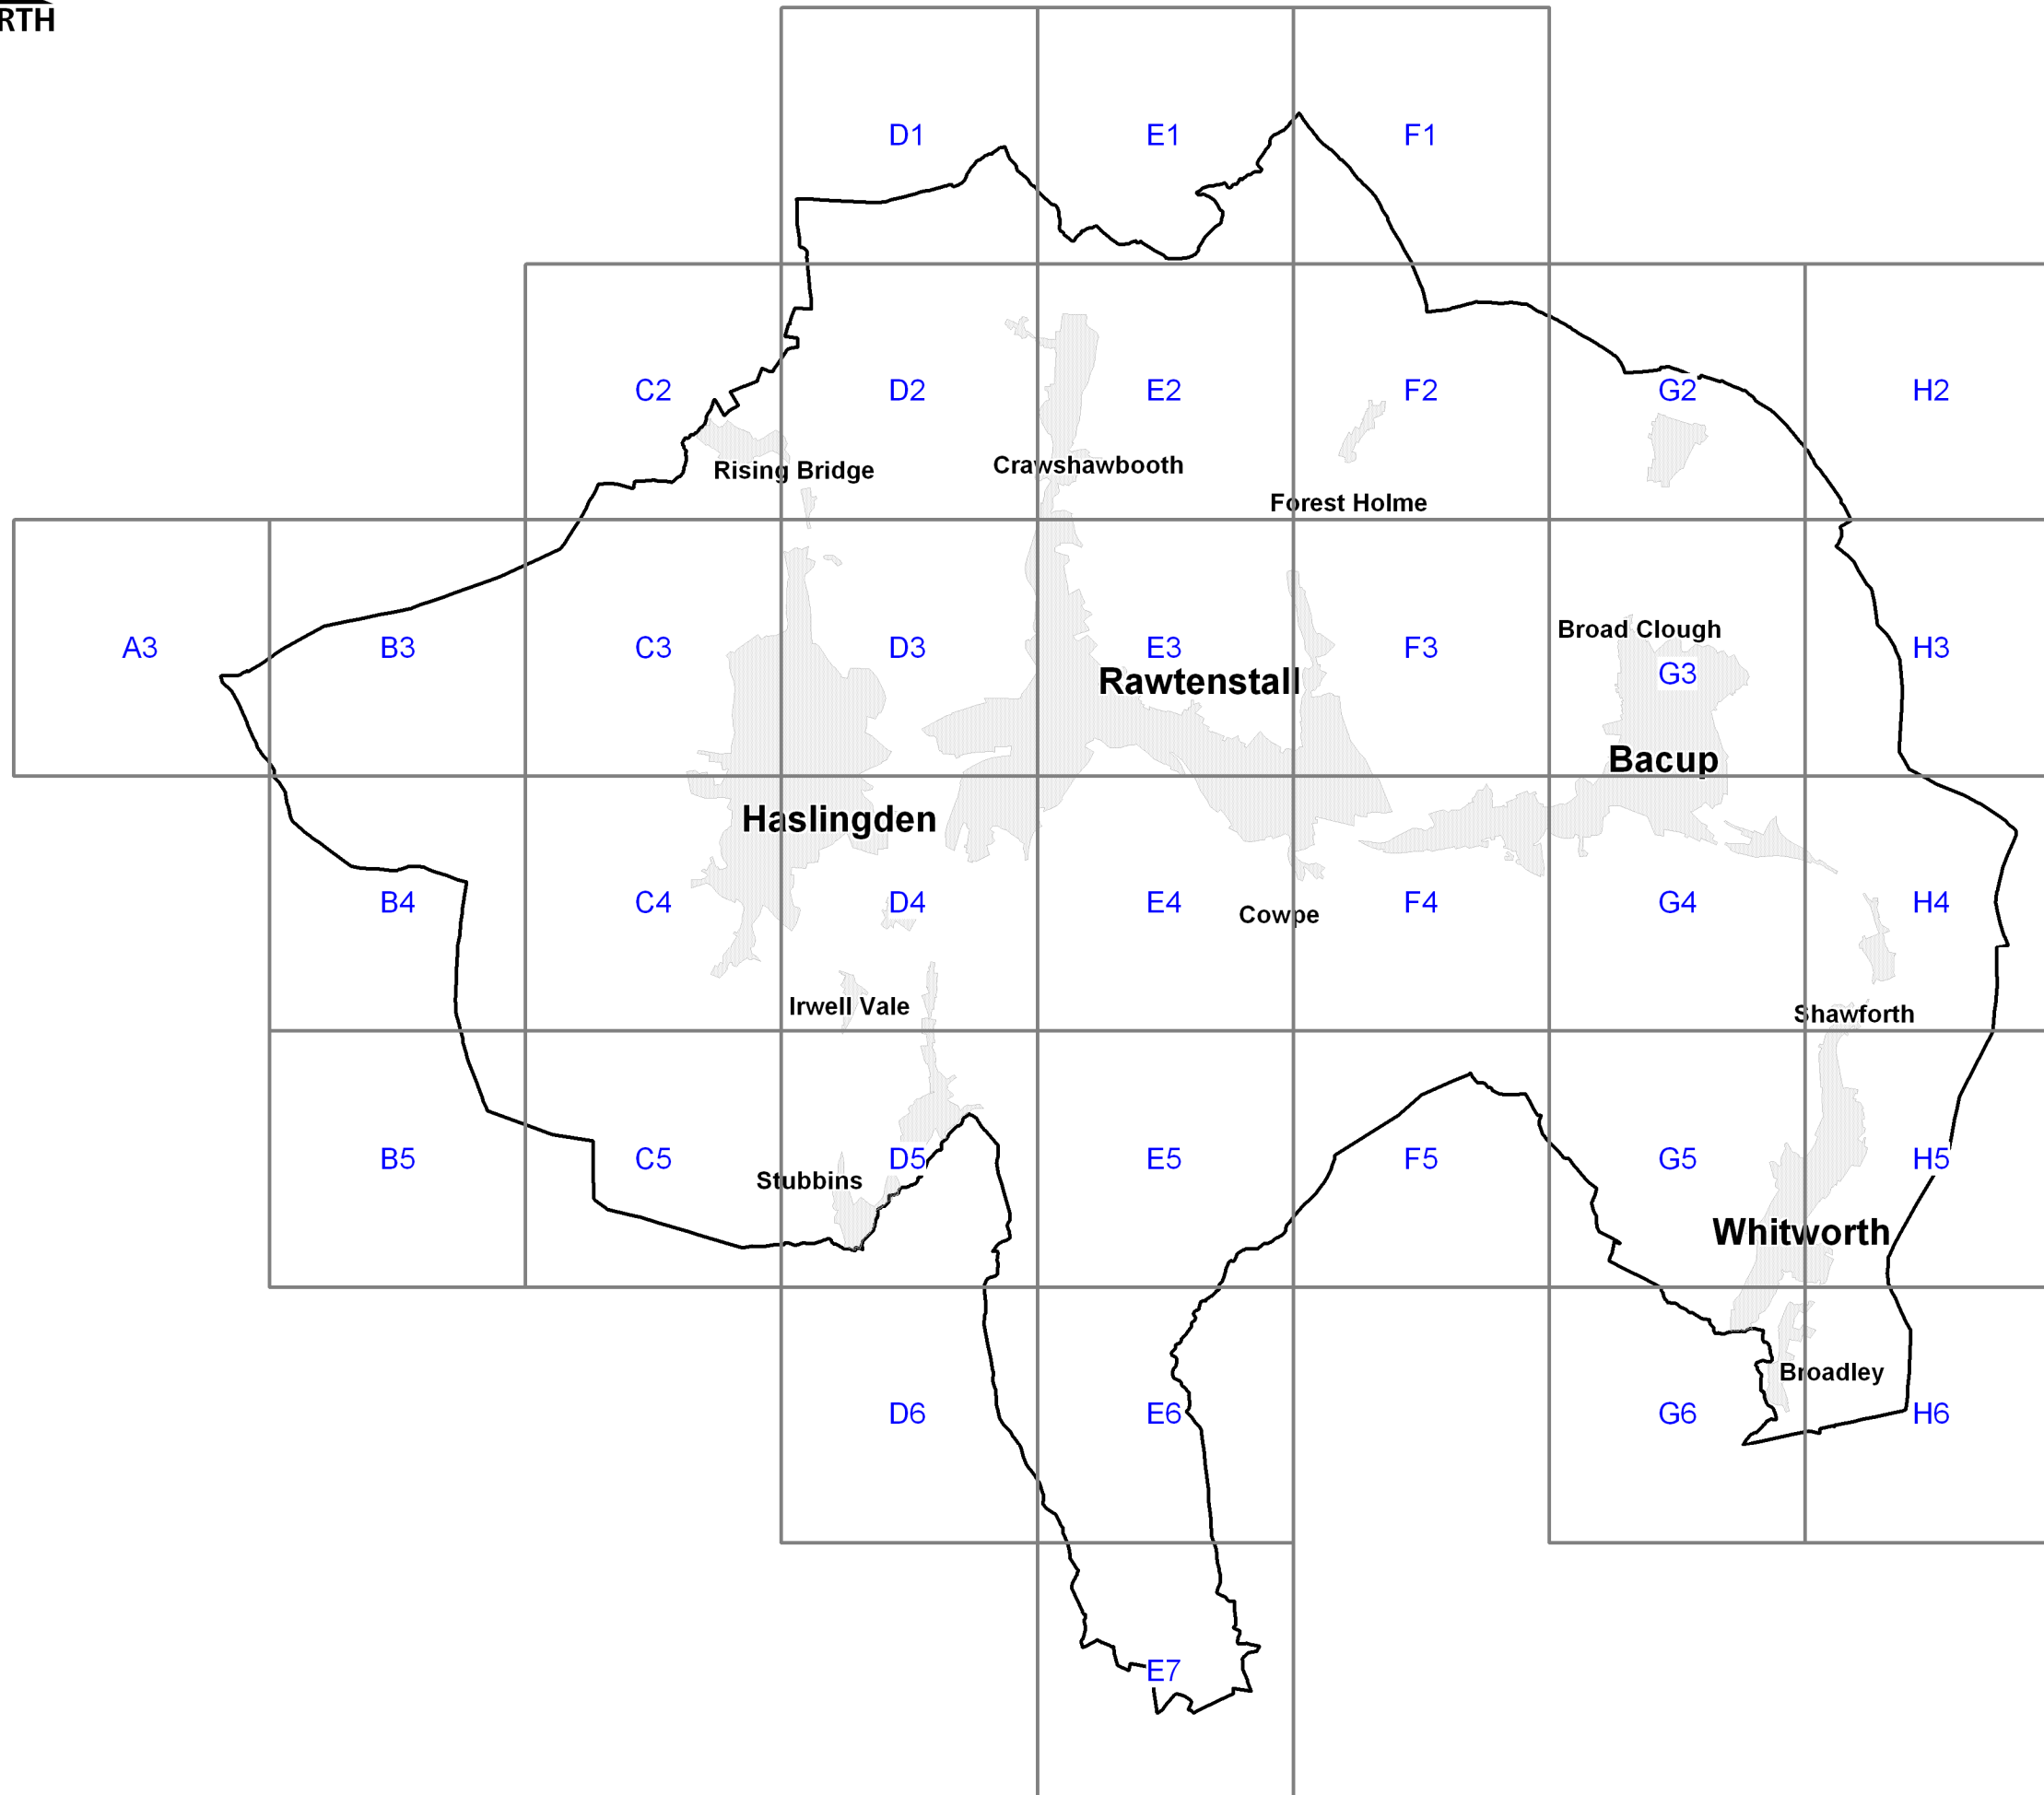 RTH
D1 E1 F1
C2 D2 E2 F2 G2 H2
Rising Bridge Crawshawbooth
Forest Holme
Broad Clough
A3 B3 C3 D3 E3 F3 H3
G3
Rawtenstall
Bacup
Haslingden
B4 C4 D4 E4 F4 G4 H4
Cowpe
Irwell Vale Shawforth
B5 C5 D5 E5 F5 G5 H5
Stubbins
Whitworth
Broadley
D6 E6 G6 H6
E7